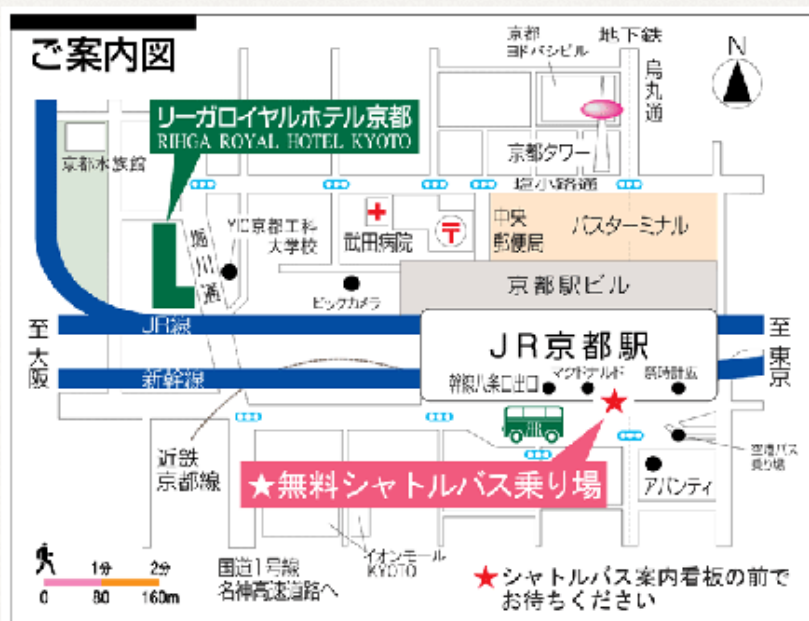 ご案内図
京都
ヨドバシビル
地下鉄
烏丸通
N
リーガロイヤルホテル京都
RIHGA ROYAL HOTEL KYOTO
京都水族館
京都タワー
塩小路通
堀川通
YIC京都工科
大学校
武田病院
中央
郵便局
バスターミナル
ビックカメラ
京都駅ビル
至大阪
JR線
JR京都駅
至東京
新幹線
幹線八条口出口
マクドナルド
空港バス
乗り場
近鉄
京都線
★無料シャトルバス乗り場
アバンティ
1分
2分
0
80
160m
国道1号線
名神高速道路へ
イオンモール
KYOTO
★シャトルバス案内看板の前で
お待ちください